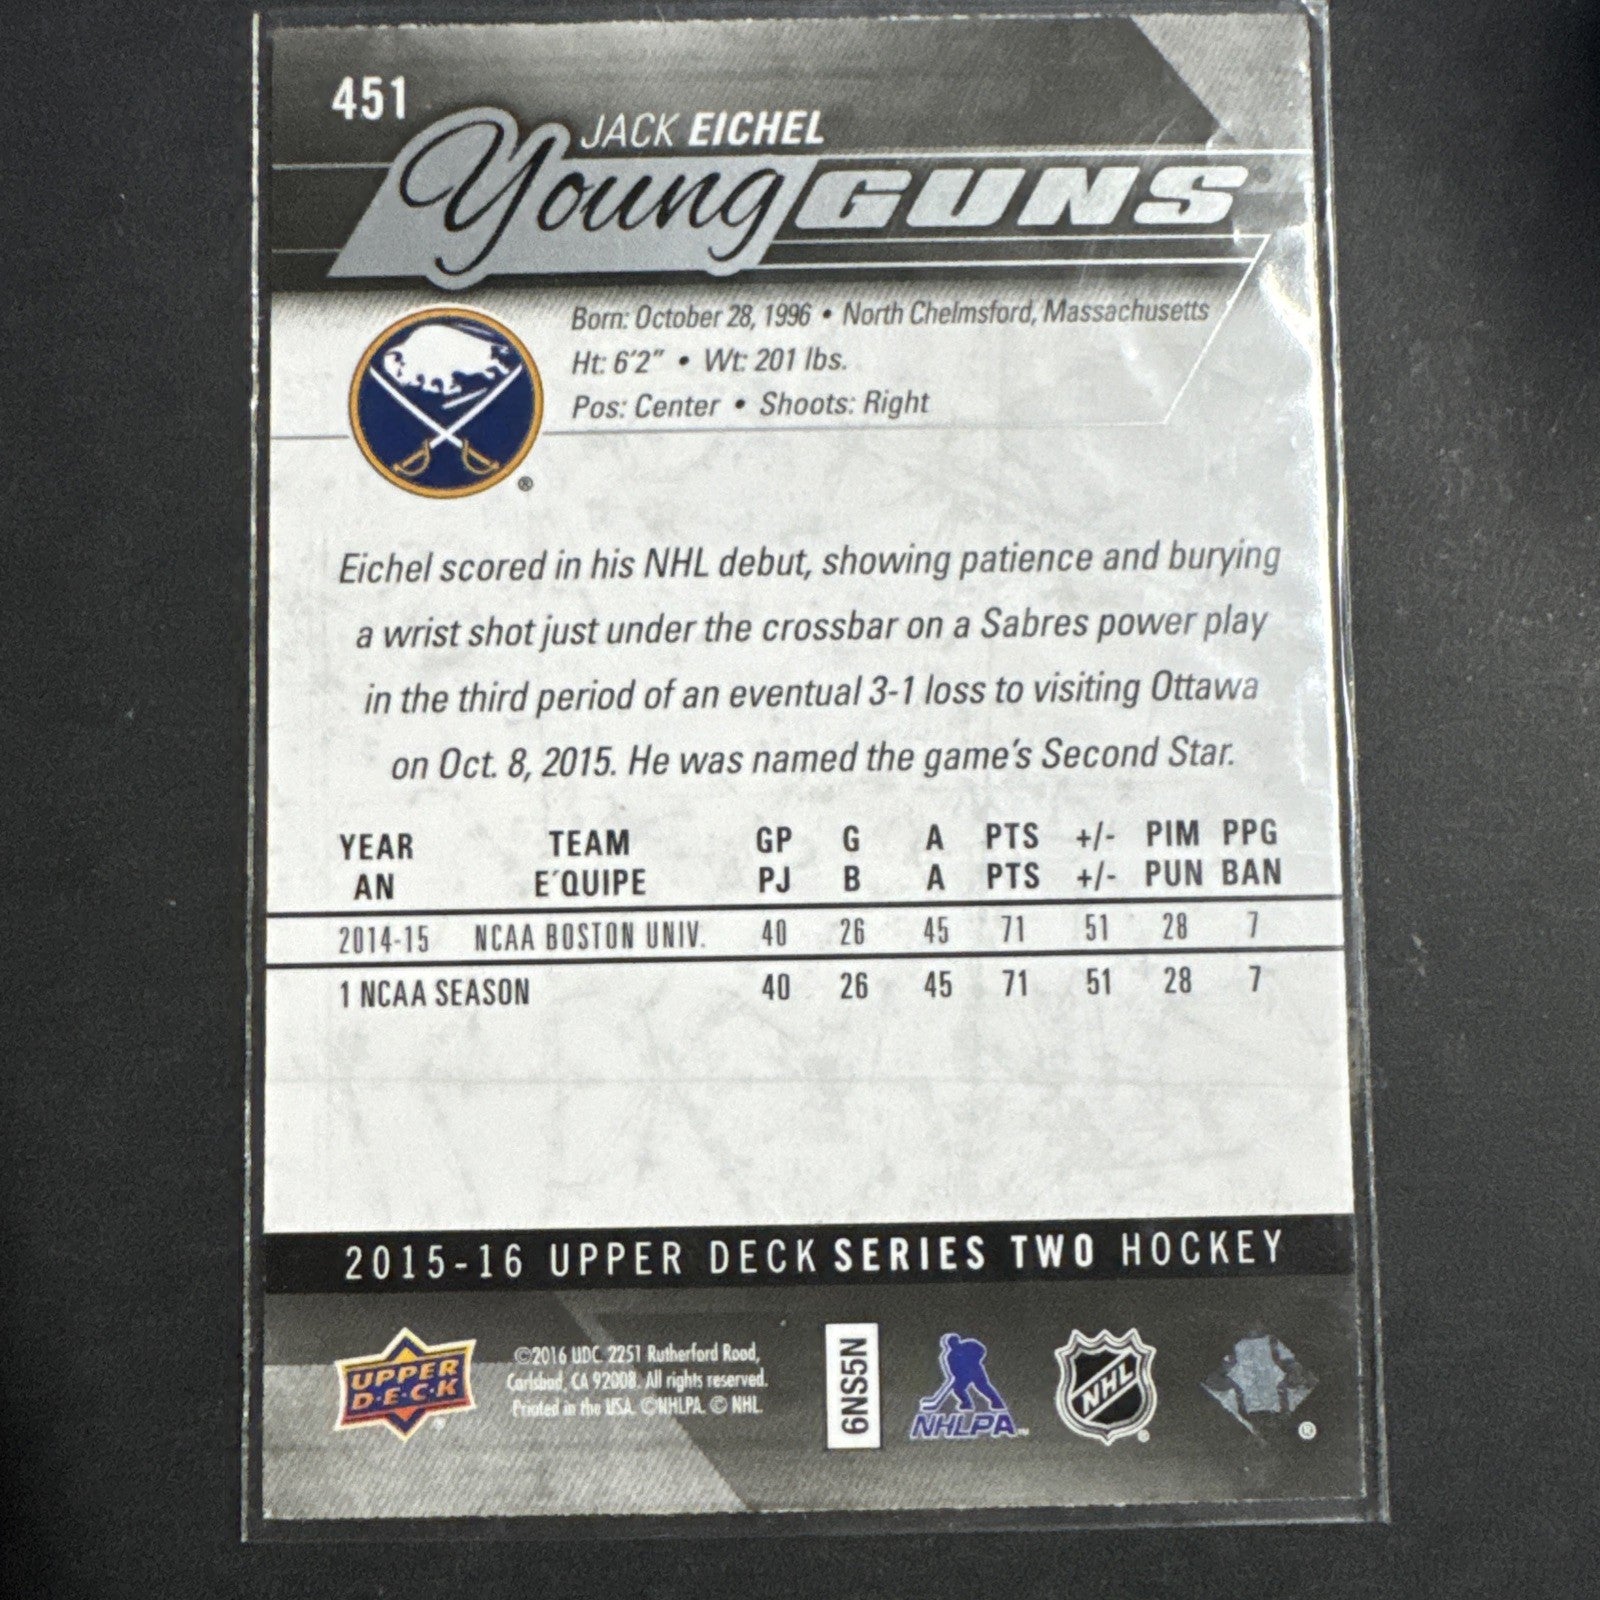 451
JACK EICHEL
Young GUNS
Born: October 28, 1996 • North Chelmsford, Massachusetts
Ht: 6'2" • Wt: 201 lbs.
Pos: Center • Shoots: Right
®
Eichel scored in his NHL debut, showing patience and burying
a wrist shot just under the crossbar on a Sabres power play
in the third period of an eventual 3-1 loss to visiting Ottawa
on Oct. 8, 2015. He was named the game's Second Star.
YEAR TEAM GP G A PTS +/- PIM PPG
AN E´QUIPE PJ B A PTS +/- PUN BAN
2014-15 NCAA BOSTON UNIV. 40 26 45 71 51 28 7
1 NCAA SEASON 40 26 45 71 51 28 7
2015-16 UPPER DECK SERIES TWO HOCKEY
UPPER
D·E·C·K
®
©2016 UDC 2251 Rutherford Road,
Carlsbad, CA 92008. All rights reserved.
Printed in the USA. ©NHLPA. © NHL.
6NS5N
NHLPA™
NHL
®
®